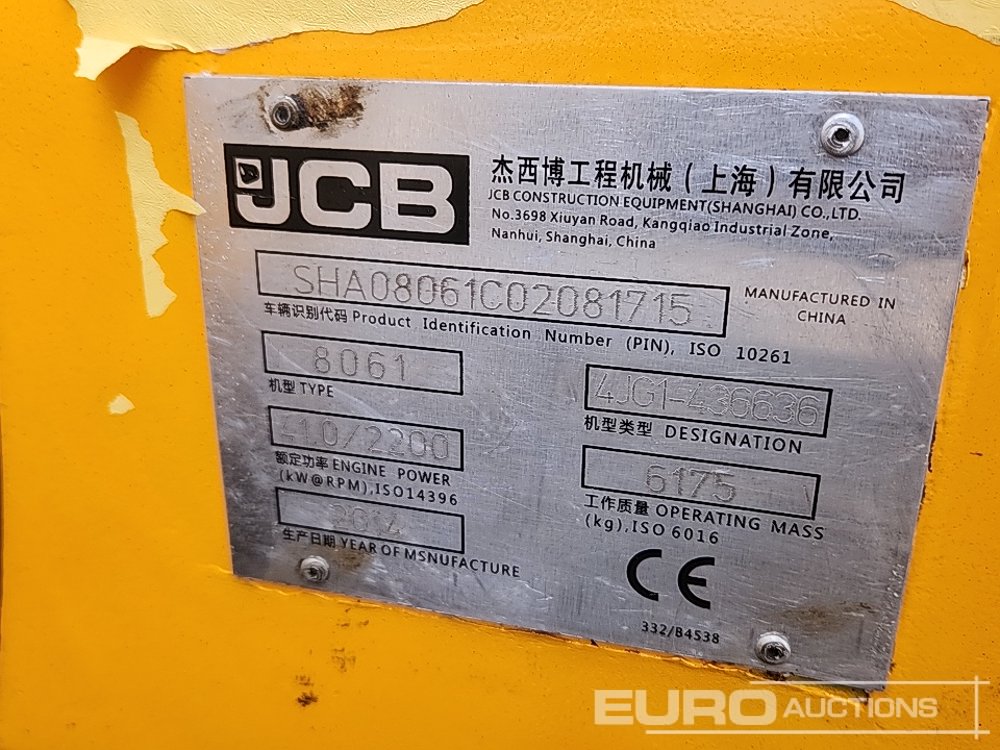 JCB
杰西博工程机械（上海）有限公司
JCB CONSTRUCTION EQUIPMENT(SHANGHAI) CO.,LTD.
No.3698 Xiuyan Road, Kangqiao Industrial Zone,
Nanhui, Shanghai, China
SHA08061C02081715
MANUFACTURED IN
CHINA
车辆识别代码 Product Identification Number (PIN), ISO 10261
8061
机型 TYPE
4JG1-436636
机型类型 DESIGNATION
41.0/2200
额定功率 ENGINE POWER
(kW@RPM),ISO14396
6175
工作质量 OPERATING MASS
(kg),ISO 6016
2014
生产日期 YEAR OF MSNUFACTURE
CE
332/B4538
EURO AUCTIONS